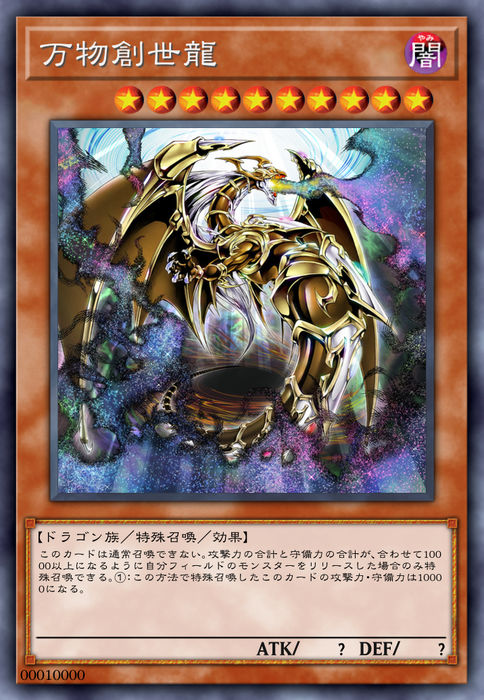 万物創世龍
やみ
闇
【ドラゴン族／特殊召喚／効果】
このカードは通常召喚できない。攻撃力の合計と守備力の合計が、合わせて100
00以上になるように自分フィールドのモンスターをリリースした場合のみ特
殊召喚できる。①:この方法で特殊召喚したこのカードの攻撃力・守備力は1000
0になる。
ATK/ ? DEF/ ?
00010000